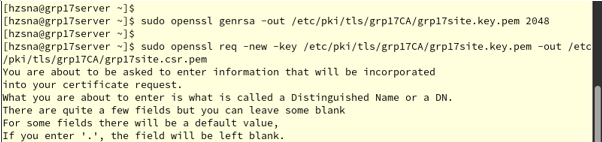 [hzsna@grp17server ~]$
[hzsna@grp17server ~]$ sudo openssl genrsa -out /etc/pki/tls/grp17CA/grp17site.key.pem 2048
[hzsna@grp17server ~]$
[hzsna@grp17server ~]$ sudo openssl req -new -key /etc/pki/tls/grp17CA/grp17site.key.pem -out /etc
/pki/tls/grp17CA/grp17site.csr.pem
You are about to be asked to enter information that will be incorporated
into your certificate request.
What you are about to enter is what is called a Distinguished Name or a DN.
There are quite a few fields but you can leave some blank
For some fields there will be a default value,
If you enter '.', the field will be left blank.